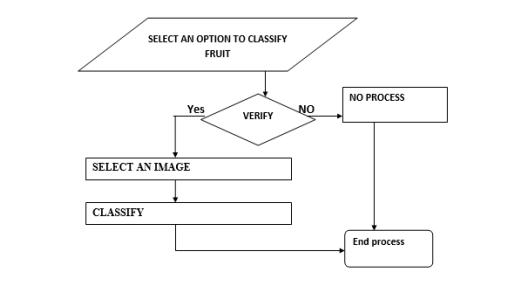 SELECT AN OPTION TO CLASSIFY
FRUIT
Yes
VERIFY
NO
NO PROCESS
SELECT AN IMAGE
CLASSIFY
End process